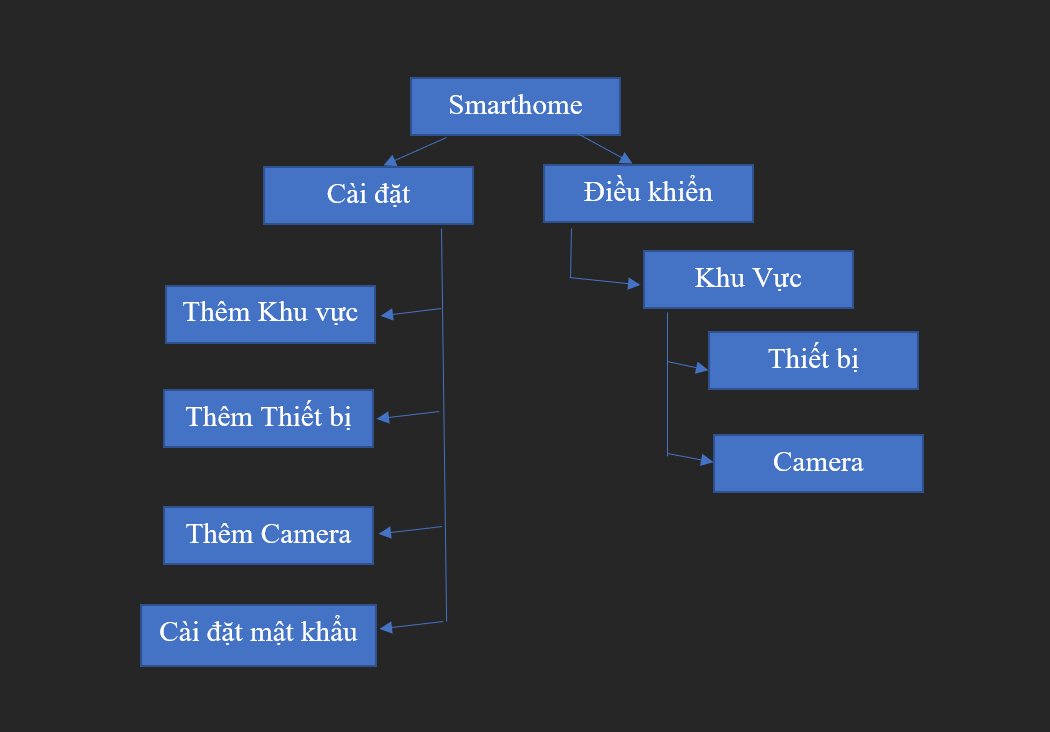 Smarthome
Cài đặt
Điều khiển
Thêm Khu vực
Thêm Thiết bị
Thêm Camera
Cài đặt mật khẩu
Khu Vực
Thiết bị
Camera